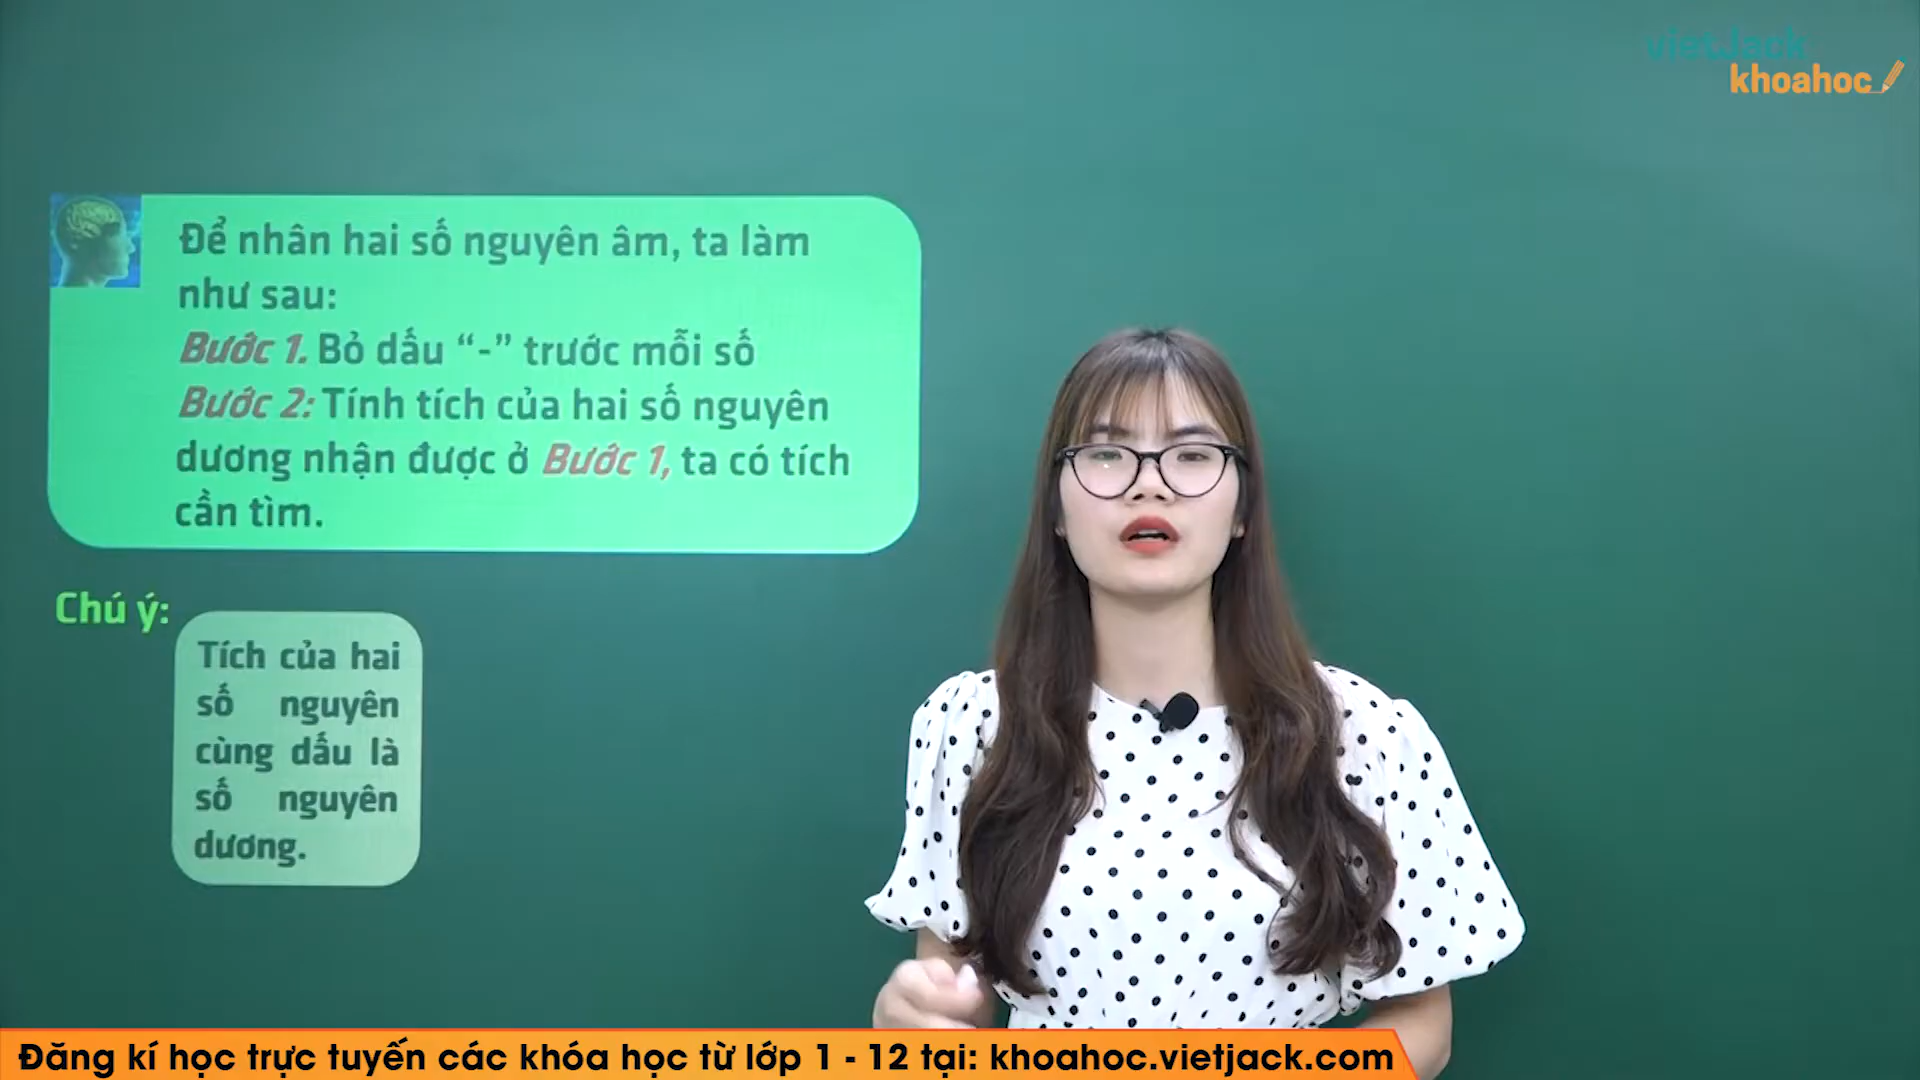 vietJack
khoahoc
Để nhân hai số nguyên âm, ta làm
như sau:
Bước 1. Bỏ dấu “-” trước mỗi số
Bước 2: Tính tích của hai số nguyên
dương nhận được ở Bước 1, ta có tích
cần tìm.
Chú ý:
Tích của hai
số nguyên
cùng dấu là
số nguyên
dương.
Đăng kí học trực tuyến các khóa học từ lớp 1 - 12 tại: khoahoc.vietjack.com